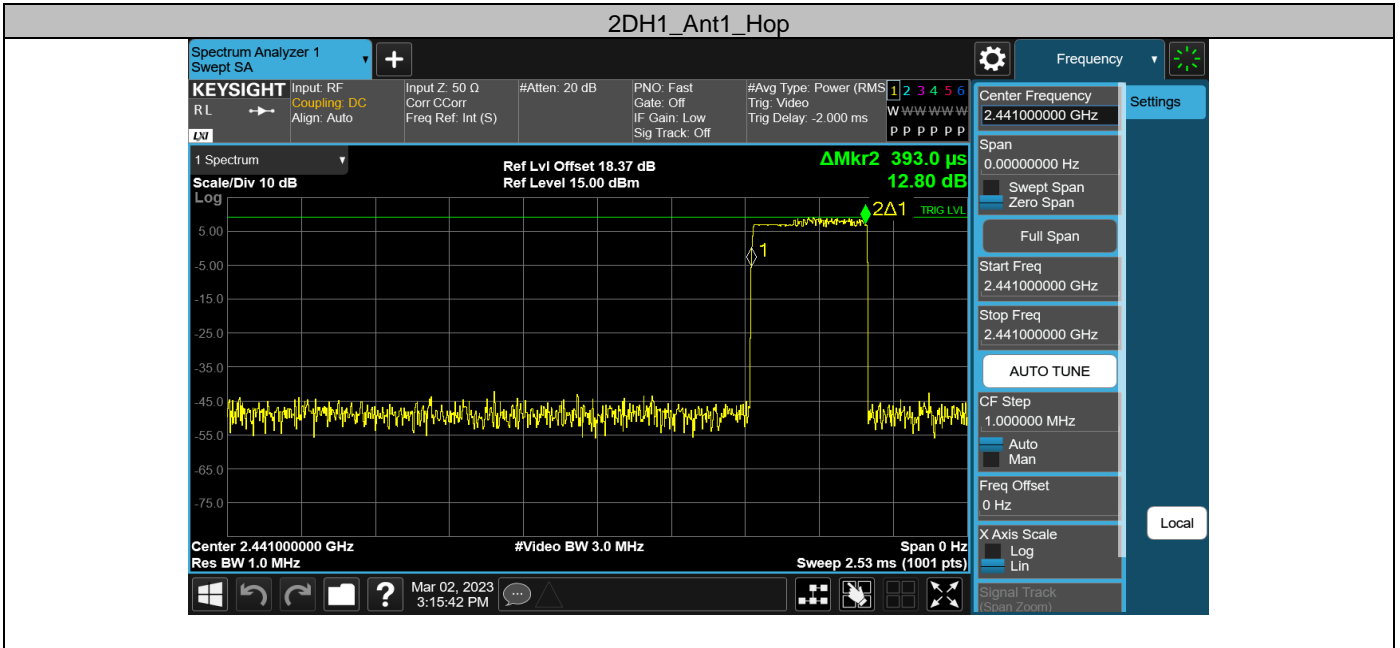 2DH1_Ant1_Hop
Spectrum Analyzer 1
Swept SA
Frequency
KEYSIGHT
RL
LXI
Input: RF
Coupling: DC
Align: Auto
Input Z: 50 Ω
Corr CCorr
Freq Ref: Int (S)
#Atten: 20 dB
PNO: Fast
Gate: Off
IF Gain: Low
Sig Track: Off
#Avg Type: Power (RMS
Trig: Video
Trig Delay: -2.000 ms
1 2 3 4 5 6
W W W W W W
P P P P P P
1 Spectrum
Scale/Div 10 dB
Log
Ref Lvl Offset 18.37 dB
Ref Level 15.00 dBm
ΔMkr2 393.0 µs
12.80 dB
2Δ1
TRIG LVL
1
5.00
-5.00
-15.0
-25.0
-35.0
-45.0
-55.0
-65.0
-75.0
Center 2.441000000 GHz
Res BW 1.0 MHz
#Video BW 3.0 MHz
Span 0 Hz
Sweep 2.53 ms (1001 pts)
Center Frequency
2.441000000 GHz
Settings
Span
0.00000000 Hz
Swept Span
Zero Span
Full Span
Start Freq
2.441000000 GHz
Stop Freq
2.441000000 GHz
AUTO TUNE
CF Step
1.000000 MHz
Auto
Man
Freq Offset
0 Hz
Local
X Axis Scale
Log
Lin
Signal Track
(Span Zoom)
?
Mar 02, 2023
3:15:42 PM